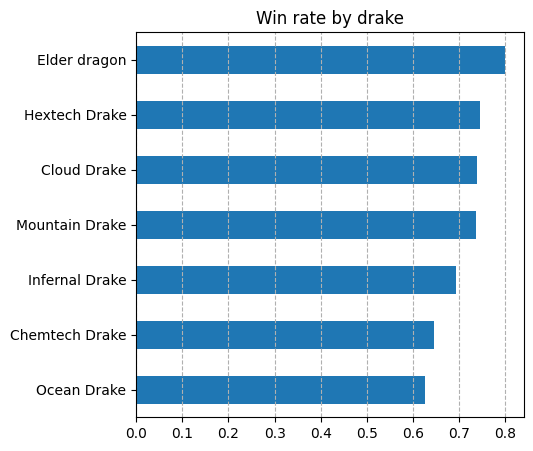 Win rate by drake
Elder dragon
Hextech Drake
Cloud Drake
Mountain Drake
Infernal Drake
Chemtech Drake
Ocean Drake
0.0 0.1 0.2 0.3 0.4 0.5 0.6 0.7 0.8